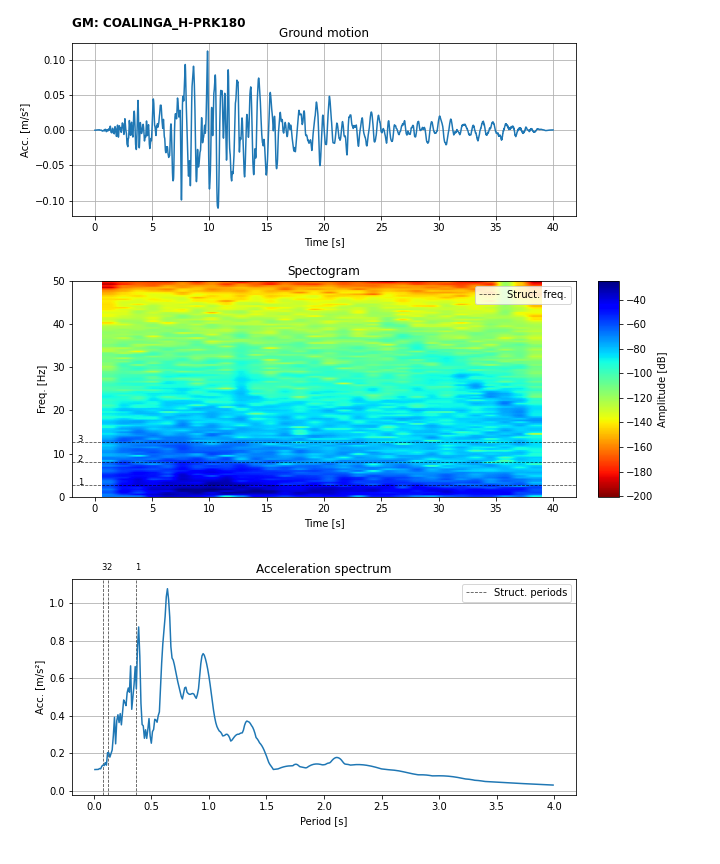 GM: COALINGA_H-PRK180
Ground motion
0.10
0.05
0.00
−0.05
−0.10
Acc. [m/s²]
0 5 10 15 20 25 30 35 40
Time [s]
Spectogram
50
40
30
20
10
0
Freq. [Hz]
Struct. freq.
3
2
1
0 5 10 15 20 25 30 35 40
Time [s]
−40
−60
−80
−100
−120
−140
−160
−180
−200
Amplitude [dB]
32 1
Acceleration spectrum
1.0
0.8
0.6
0.4
0.2
0.0
Acc. [m/s²]
Struct. periods
0.0 0.5 1.0 1.5 2.0 2.5 3.0 3.5 4.0
Period [s]